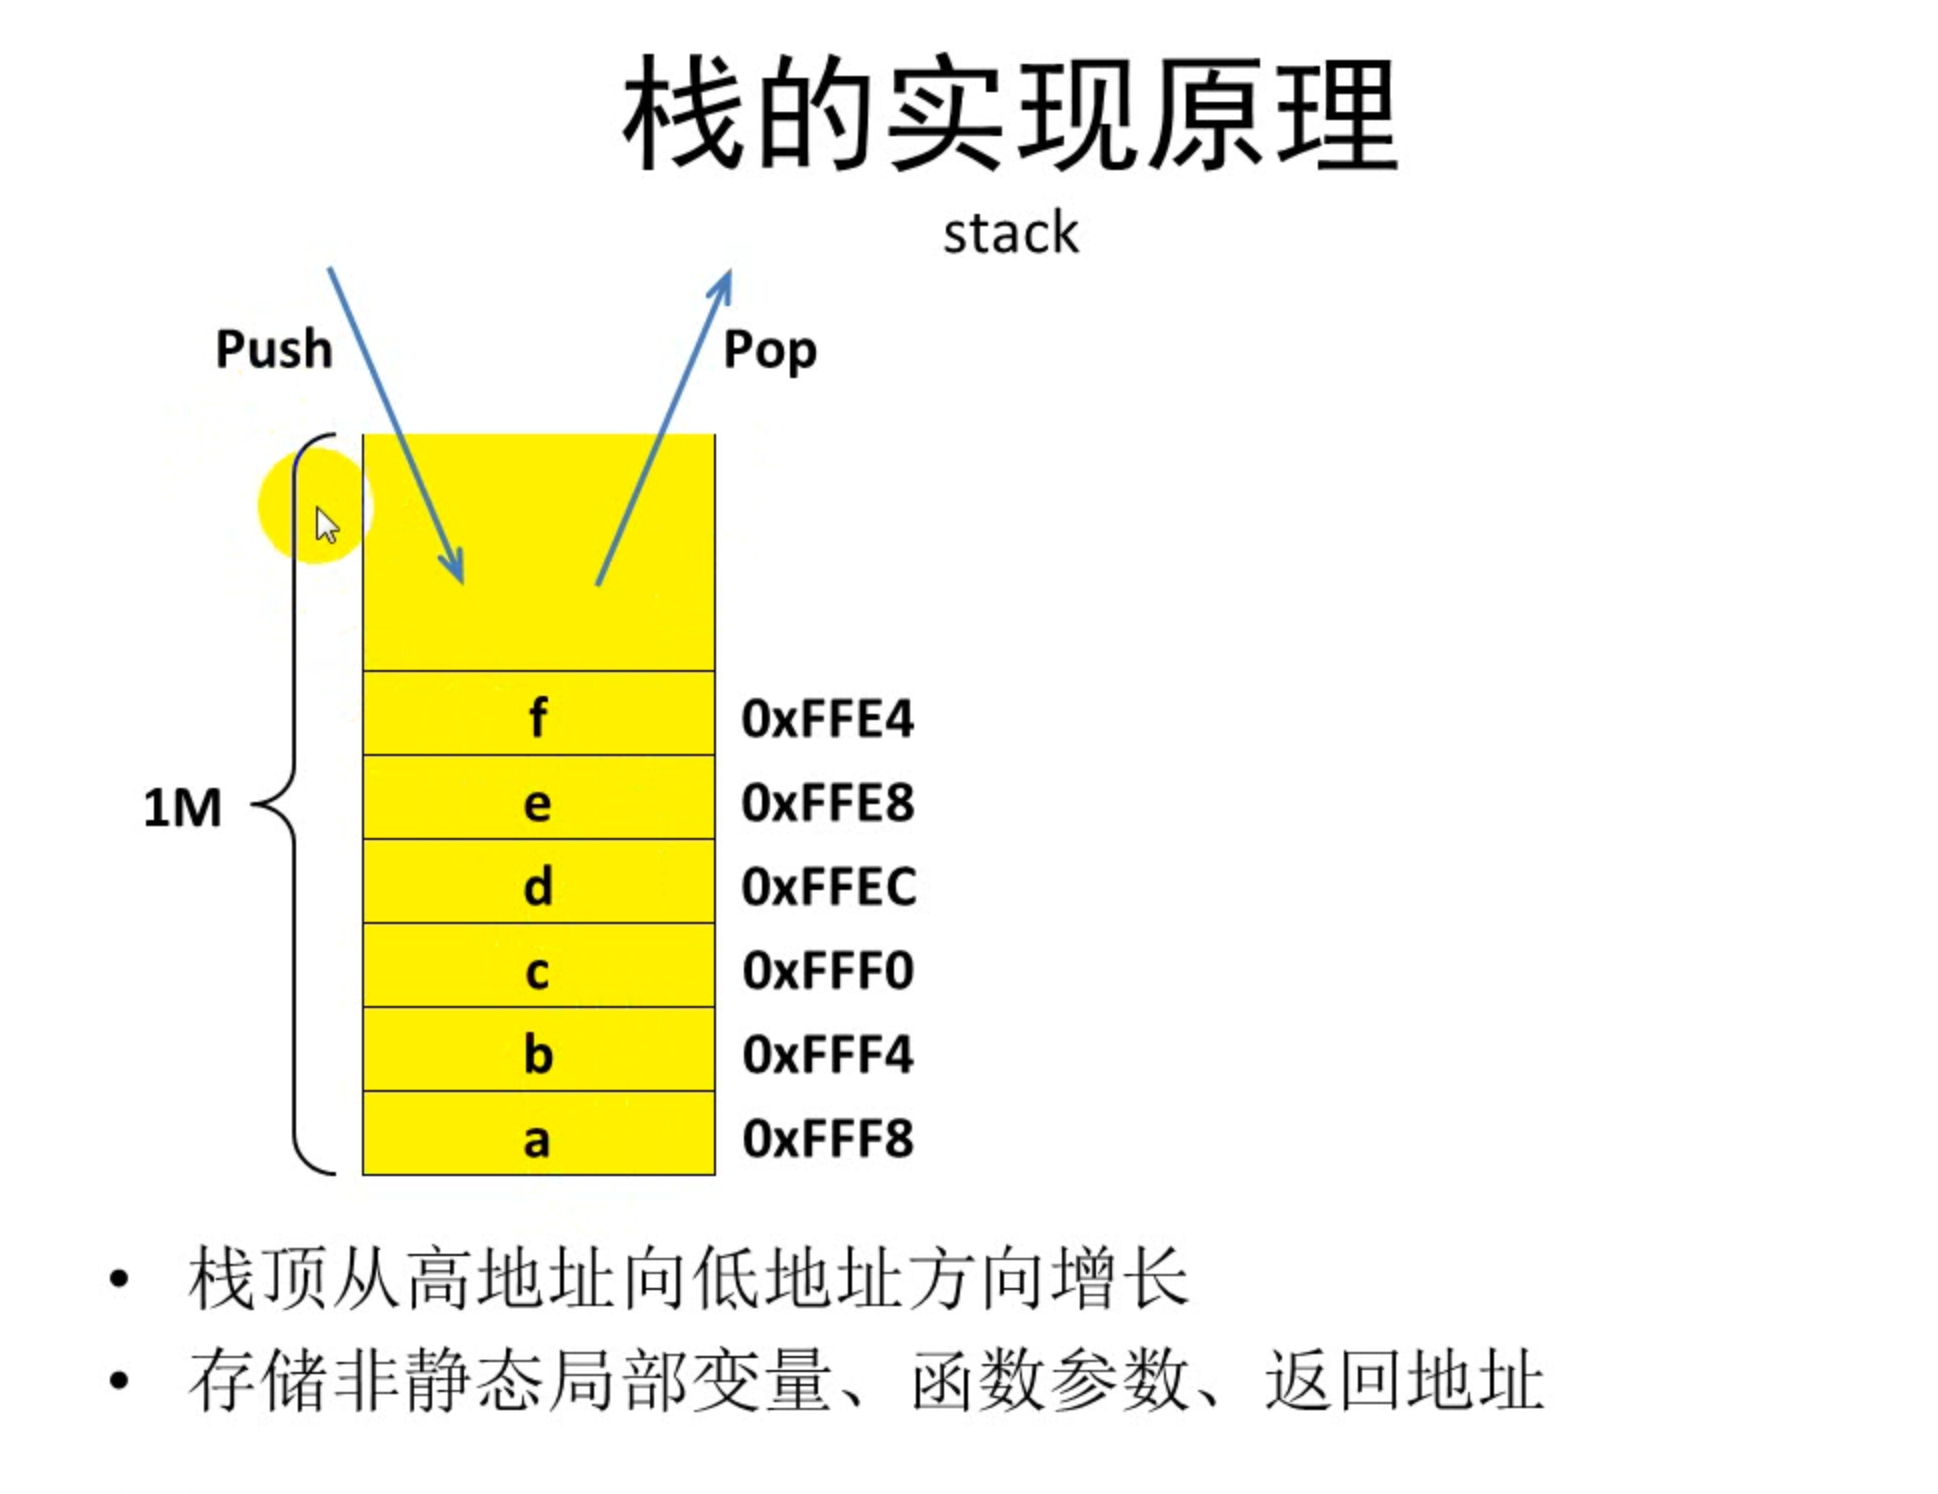 栈的实现原理
stack
Push
Pop
f 0xFFE4
e 0xFFE8
1M
d 0xFFEC
c 0xFFF0
b 0xFFF4
a 0xFFF8
• 栈顶从高地址向低地址方向增长
• 存储非静态局部变量、函数参数、返回地址